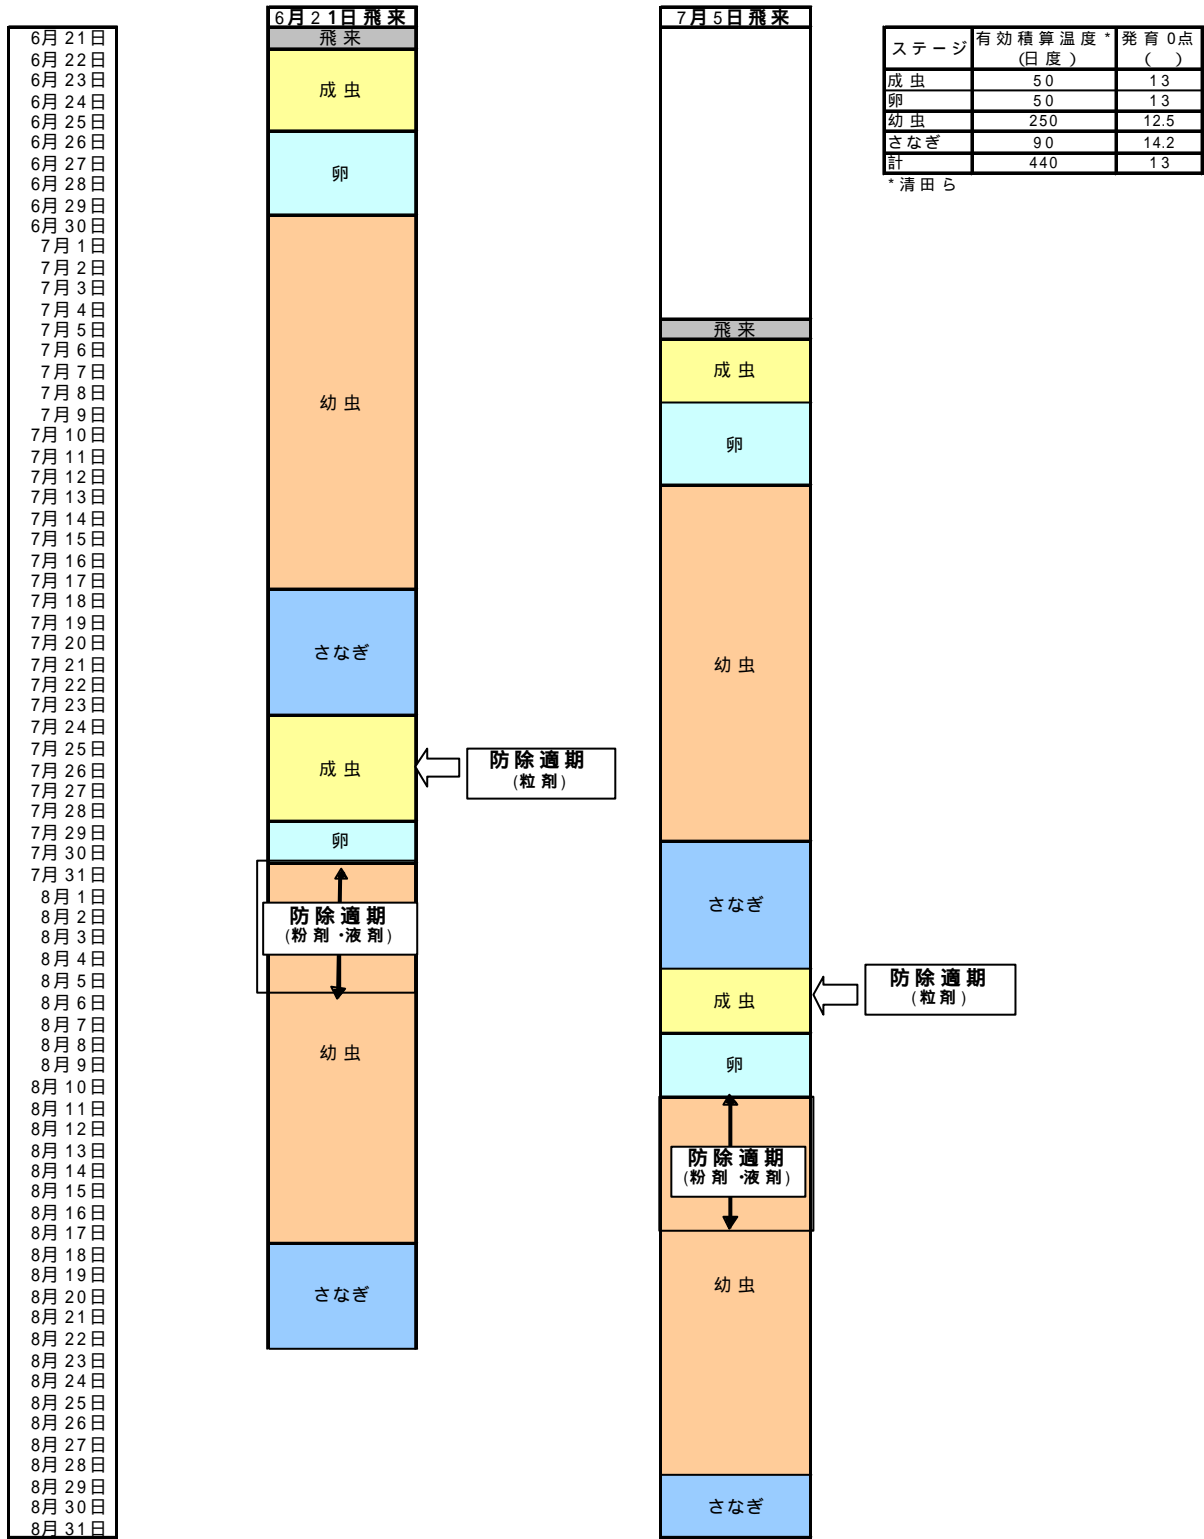 6月21日
6月22日
6月23日
6月24日
6月25日
6月26日
6月27日
6月28日
6月29日
6月30日
7月1日
7月2日
7月3日
7月4日
7月5日
7月6日
7月7日
7月8日
7月9日
7月10日
7月11日
7月12日
7月13日
7月14日
7月15日
7月16日
7月17日
7月18日
7月19日
7月20日
7月21日
7月22日
7月23日
7月24日
7月25日
7月26日
7月27日
7月28日
7月29日
7月30日
7月31日
8月1日
8月2日
8月3日
8月4日
8月5日
8月6日
8月7日
8月8日
8月9日
8月10日
8月11日
8月12日
8月13日
8月14日
8月15日
8月16日
8月17日
8月18日
8月19日
8月20日
8月21日
8月22日
8月23日
8月24日
8月25日
8月26日
8月27日
8月28日
8月29日
8月30日
8月31日
6月21日飛来
飛来
成虫
卵
幼虫
さなぎ
成虫
卵
防除適期
(粉剤・液剤)
幼虫
さなぎ
防除適期
(粒剤)
7月5日飛来
飛来
成虫
卵
幼虫
さなぎ
成虫
卵
防除適期
(粉剤・液剤)
幼虫
さなぎ
防除適期
(粒剤)
ステージ 有効積算温度* (日度) 発育0点 ( )
成虫 50 13
卵 50 13
幼虫 250 12.5
さなぎ 90 14.2
計 440 13
*清田ら